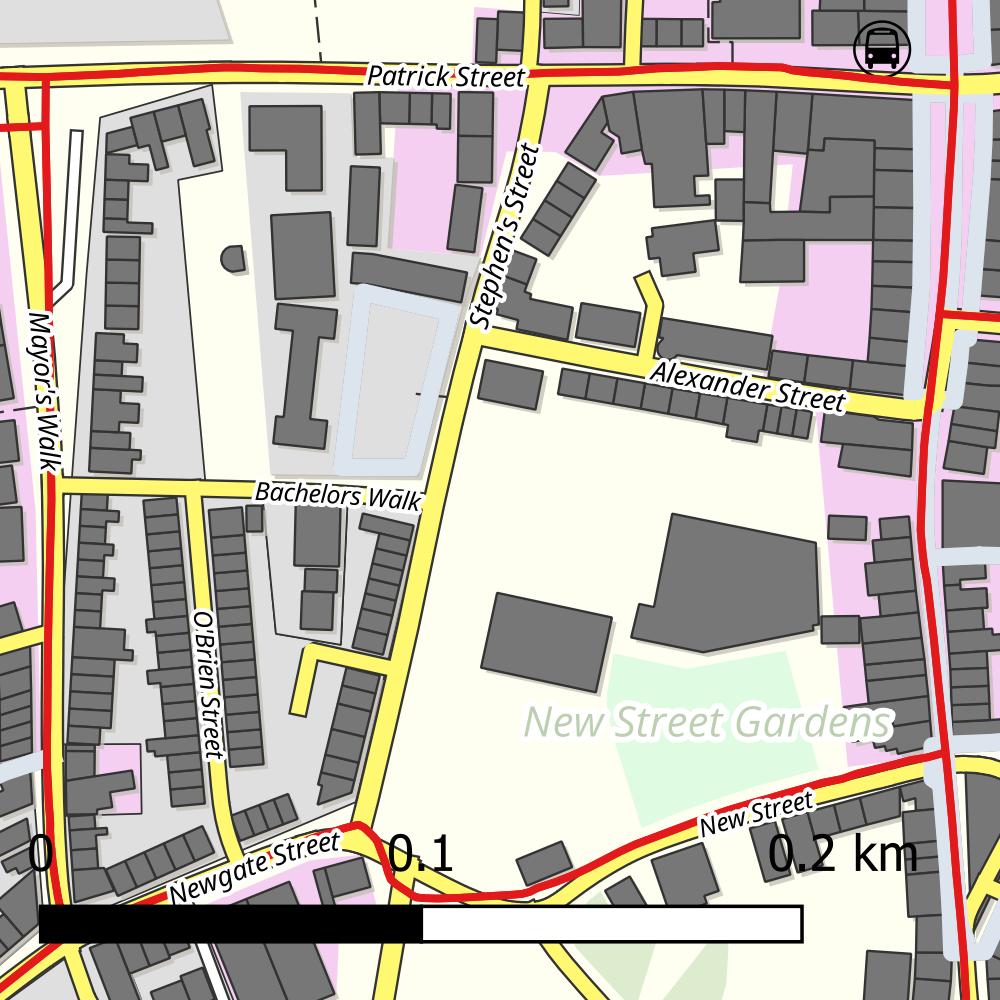 Patrick Street
Stephen's Street
Mayor's Walk
Alexander Street
Bachelors Walk
O'Brien Street
New Street Gardens
New Street
Newgate Street
0 0.1 0.2 km